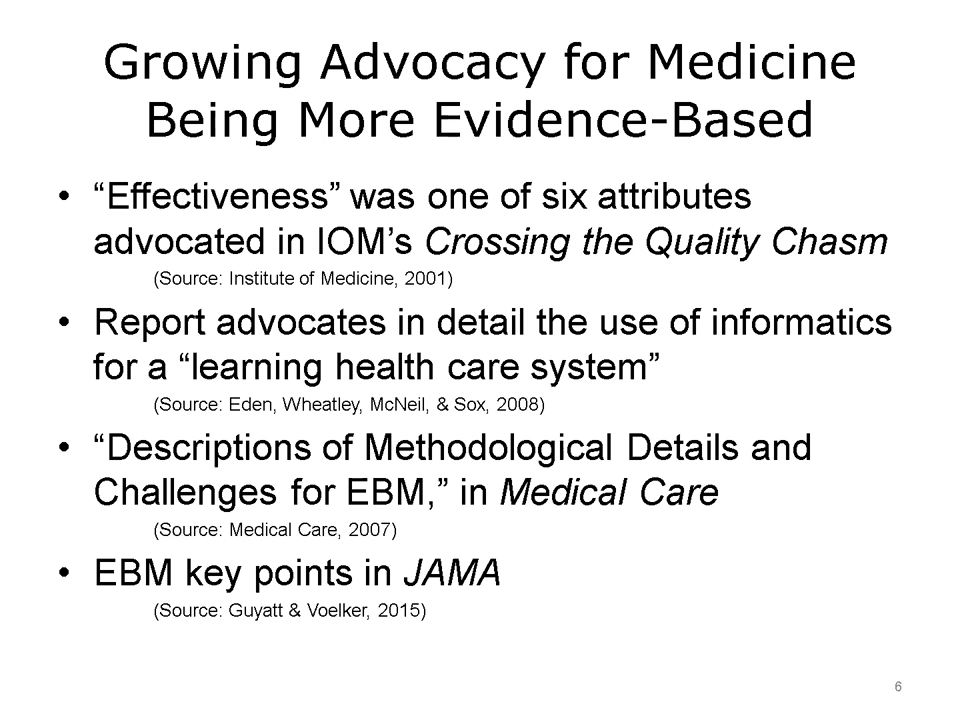 Growing Advocacy for Medicine
Being More Evidence-Based
• “Effectiveness” was one of six attributes
advocated in IOM’s Crossing the Quality Chasm
(Source: Institute of Medicine, 2001)
• Report advocates in detail the use of informatics
for a “learning health care system”
(Source: Eden, Wheatley, McNeil, & Sox, 2008)
• “Descriptions of Methodological Details and
Challenges for EBM,” in Medical Care
(Source: Medical Care, 2007)
• EBM key points in JAMA
(Source: Guyatt & Voelker, 2015)
6